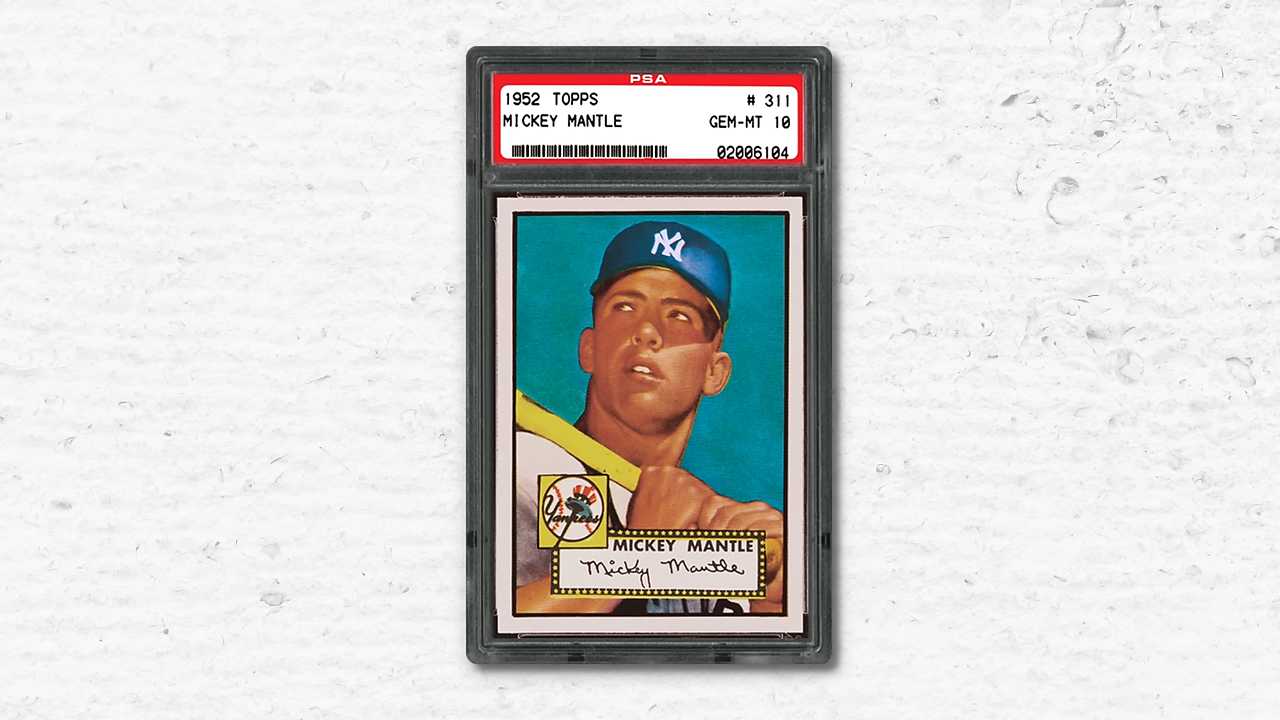 PSA
1952 TOPPS # 311
MICKEY MANTLE GEM-MT 10
02006104
NY
Yankees
MICKEY MANTLE
Mickey Mantle